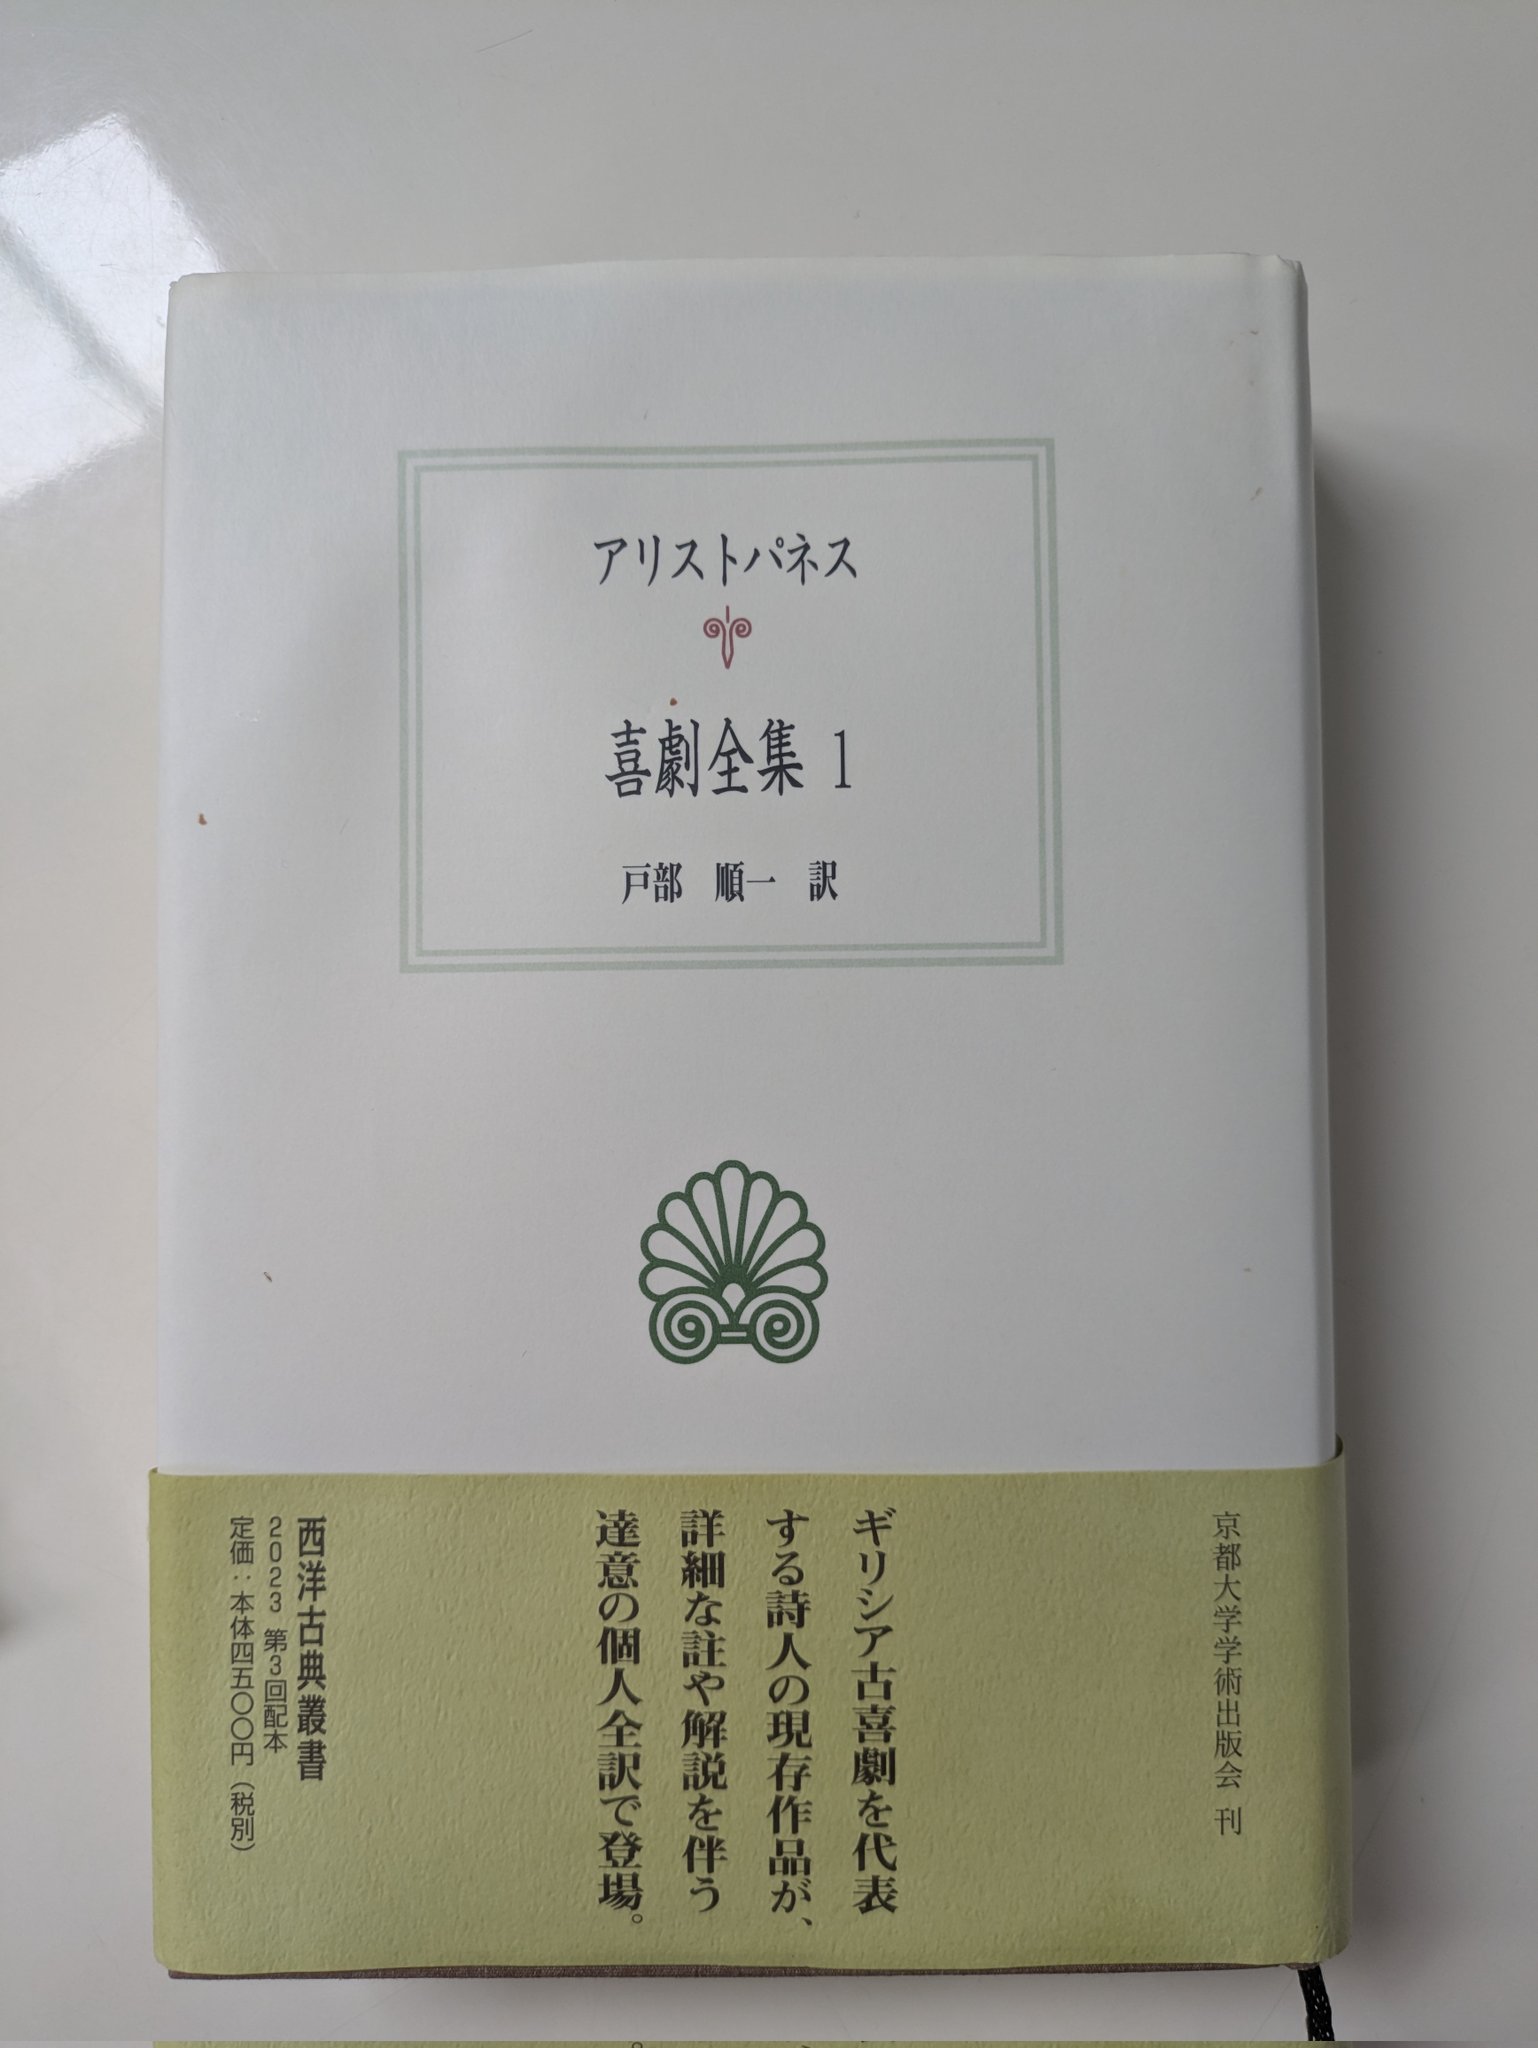 アリストパネス
喜劇全集 1
戸部 順一 訳
京都大学学術出版会 刊
ギリシア古喜劇を代表
する詩人の現存作品が、
詳細な註や解説を伴う
達意の個人全訳で登場。
西洋古典叢書
2023 第3回配本
定価:本体四五〇〇円(税別)